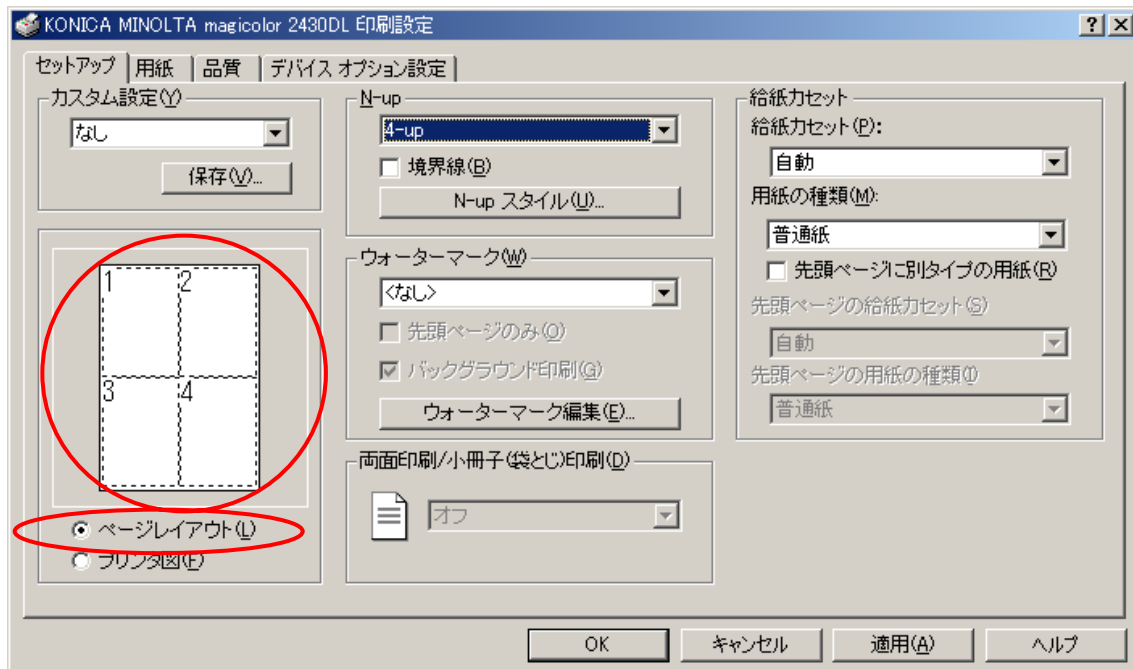 KONICA MINOLTA magicolor 2430DL 印刷設定
セットアップ 用紙 品質 デバイス オプション設定
カスタム設定(Y)
なし
保存(V)...
1 2
3 4
ページレイアウト(L)
プリンタ図(F)
N-up
4-up
境界線(B)
N-up スタイル(U)...
ウォーターマーク(W)
<なし>
先頭ページのみ(O)
バックグラウンド印刷(G)
ウォーターマーク編集(E)...
両面印刷/小冊子(袋とじ)印刷(D)
オフ
給紙カセット
給紙カセット(P):
自動
用紙の種類(M):
普通紙
先頭ページに別タイプの用紙(R)
先頭ページの給紙カセット(S)
自動
先頭ページの用紙の種類(I)
普通紙
OK キャンセル 適用(A) ヘルプ